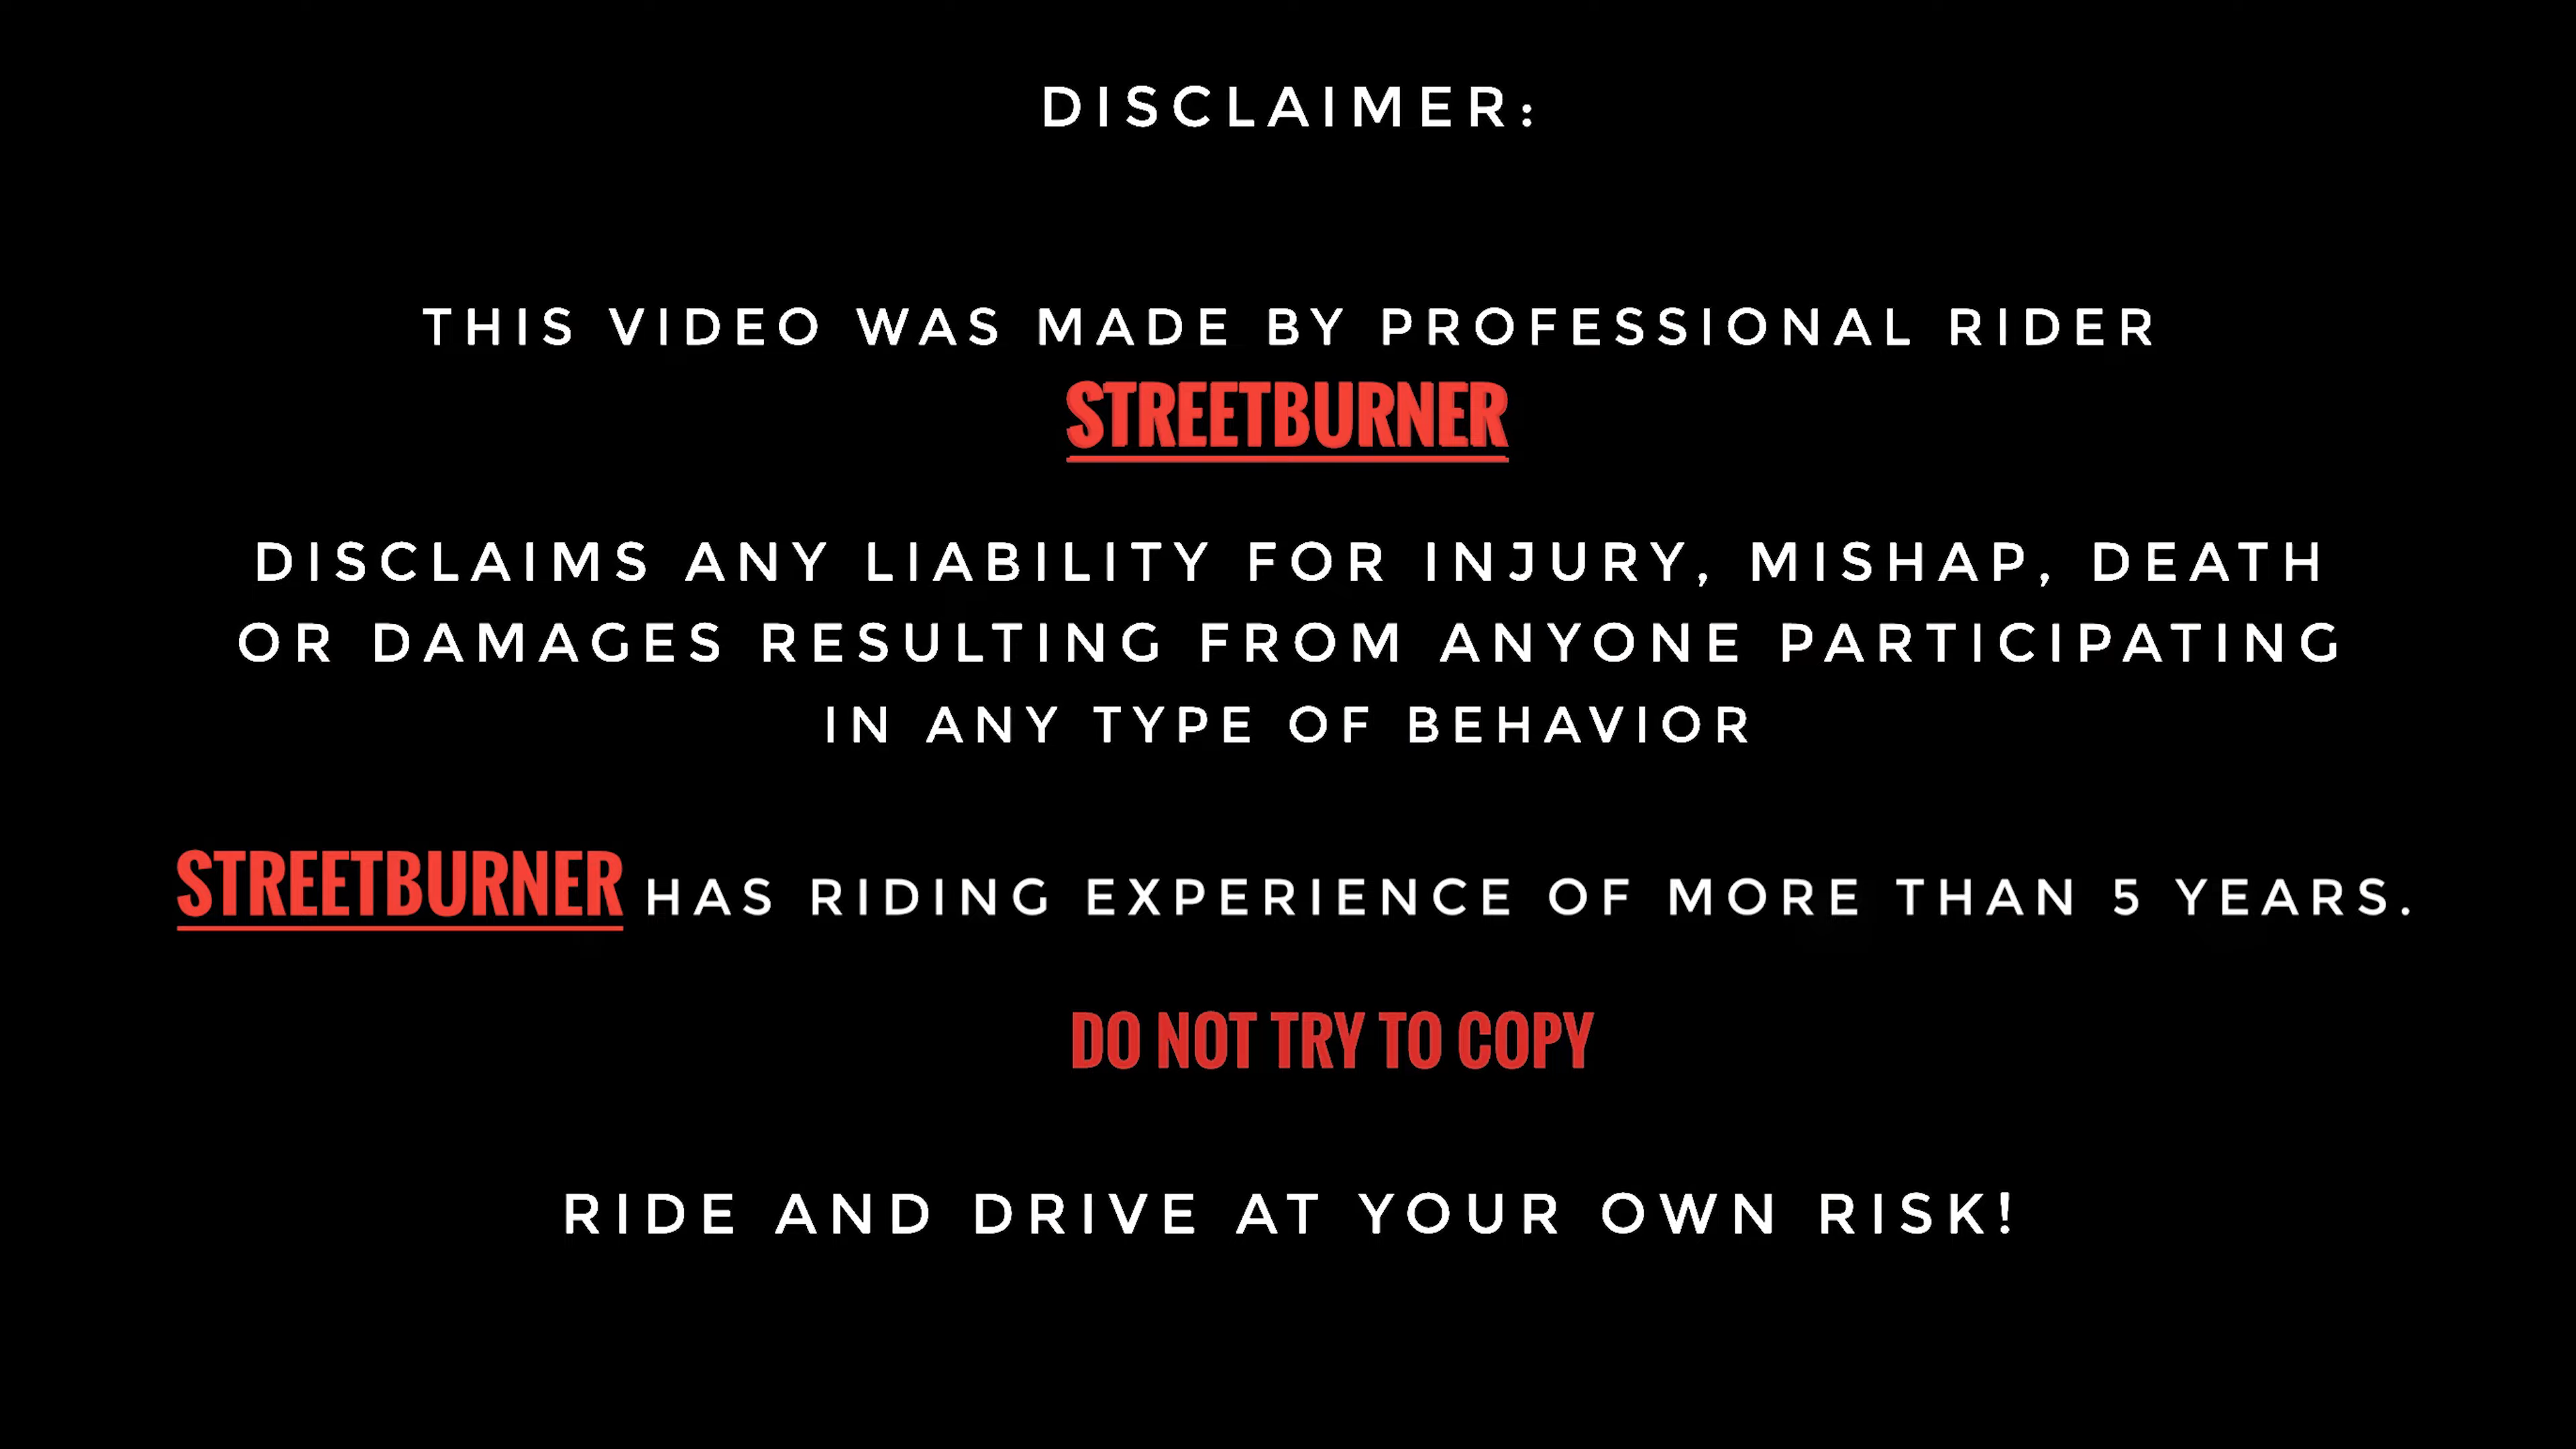 DISCLAIMER:
THIS VIDEO WAS MADE BY PROFESSIONAL RIDER
STREETBURNER
DISCLAIMS ANY LIABILITY FOR INJURY, MISHAP, DEATH
OR DAMAGES RESULTING FROM ANYONE PARTICIPATING
IN ANY TYPE OF BEHAVIOR
STREETBURNER HAS RIDING EXPERIENCE OF MORE THAN 5 YEARS.
DO NOT TRY TO COPY
RIDE AND DRIVE AT YOUR OWN RISK!